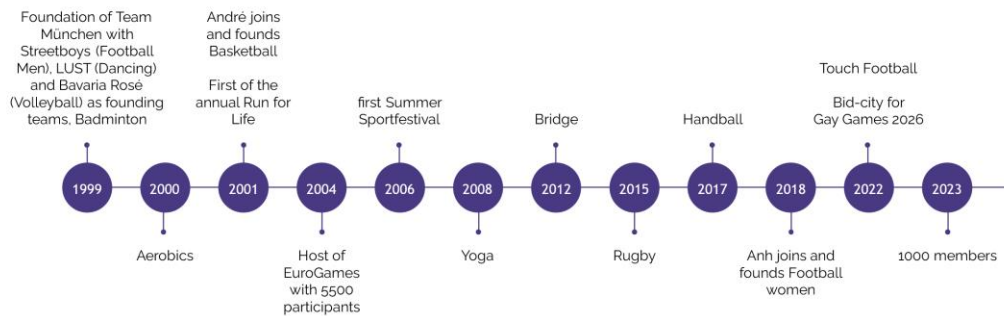 Foundation of Team
München with
Streetboys (Football
Men), LUST (Dancing)
and Bavaria Rosé
(Volleyball) as founding
teams, Badminton
André joins
and founds
Basketball
First of the
annual Run for
Life
first Summer
Sportfestival
Bridge
Handball
Touch Football
Bid-city for
Gay Games 2026
1999
2000
2001
2004
2006
2008
2012
2015
2017
2018
2022
2023
Aerobics
Host of
EuroGames
with 5500
participants
Yoga
Rugby
Anh joins and
founds Football
women
1000 members